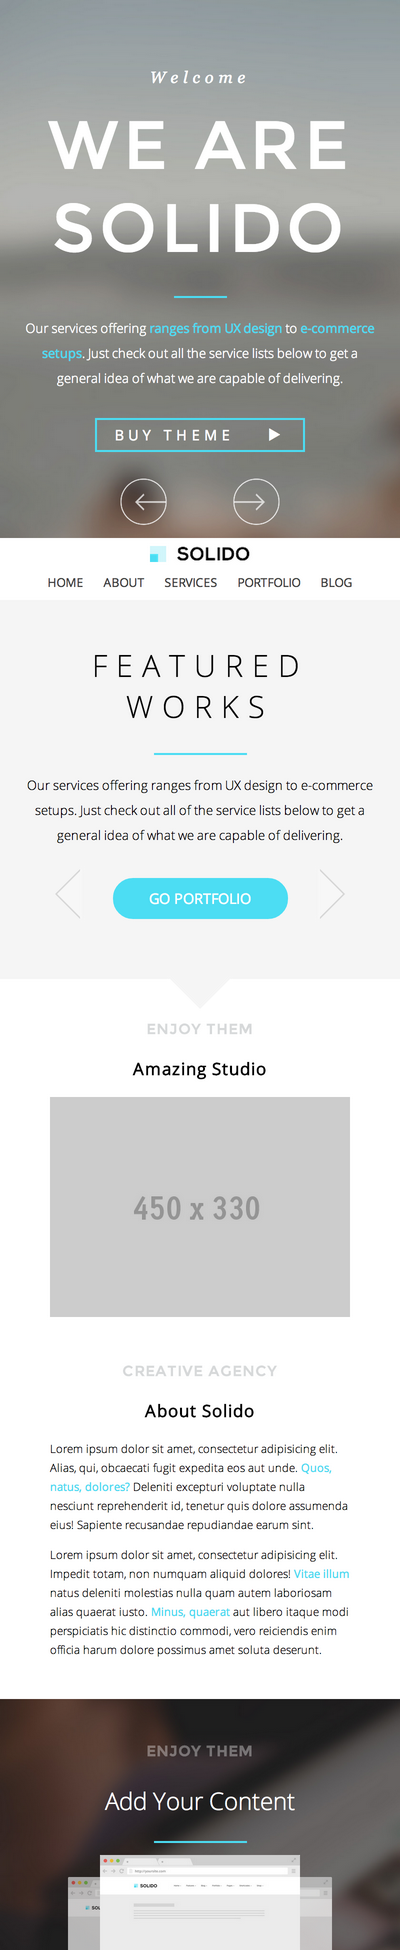 Welcome
WE ARE
SOLIDO
Our services offering ranges from UX design to e-commerce
setups. Just check out all the service lists below to get a
general idea of what we are capable of delivering.
BUY THEME
SOLIDO
HOME ABOUT SERVICES PORTFOLIO BLOG
FEATURED
WORKS
Our services offering ranges from UX design to e-commerce
setups. Just check out all of the service lists below to get a
general idea of what we are capable of delivering.
GO PORTFOLIO
ENJOY THEM
Amazing Studio
450 x 330
CREATIVE AGENCY
About Solido
Lorem ipsum dolor sit amet, consectetur adipisicing elit.
Alias, qui, obcaecati fugit expedita eos aut unde. Quos,
natus, dolores? Deleniti excepturi voluptate nulla
nesciunt reprehenderit id, tenetur quis dolore assumenda
eius! Sapiente recusandae repudiandae earum sint.
Lorem ipsum dolor sit amet, consectetur adipisicing elit.
Impedit totam, non numquam aliquid dolores! Vitae illum
natus deleniti molestias nulla quam autem laboriosam
alias quaerat iusto. Minus, quaerat aut libero itaque modi
perspiciatis hic distinctio commodi, vero reiciendis enim
officia harum dolore possimus amet soluta deserunt.
ENJOY THEM
Add Your Content
SOLIDO